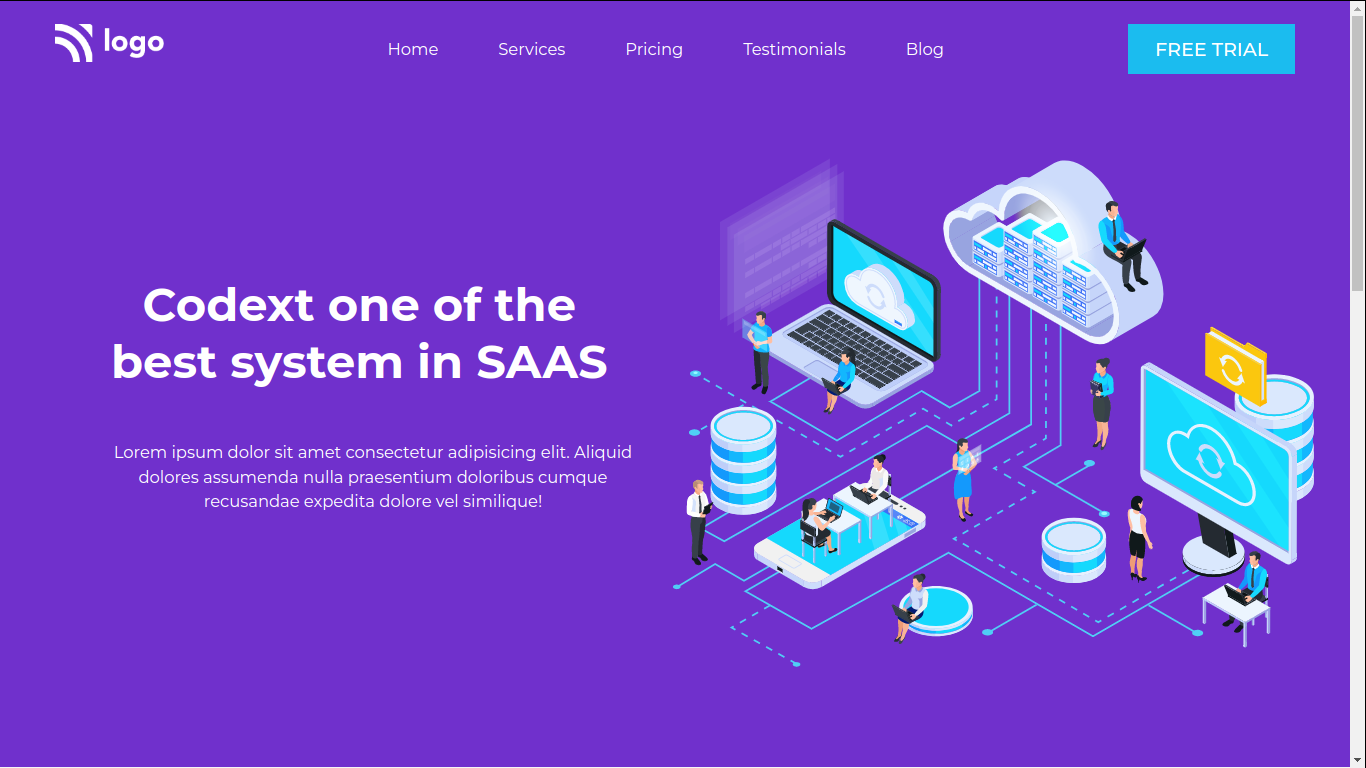 logo
Home
Services
Pricing
Testimonials
Blog
FREE TRIAL
Codext one of the
best system in SAAS
Lorem ipsum dolor sit amet consectetur adipisicing elit. Aliquid
dolores assumenda nulla praesentium doloribus cumque
recusandae expedita dolore vel similique!